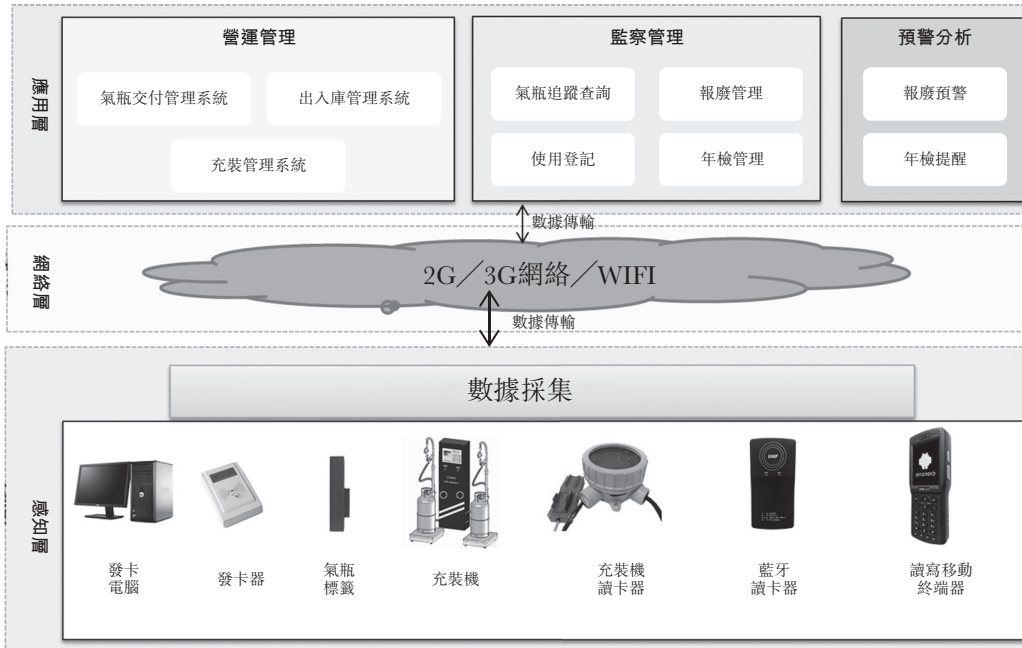 應用層
營運管理
氣瓶交付管理系統
出入庫管理系統
充裝管理系統
監察管理
氣瓶追蹤查詢
報廢管理
使用登記
年檢管理
預警分析
報廢預警
年檢提醒
數據傳輸
網絡層
2G／3G網絡／WIFI
數據傳輸
感知層
數據採集
發卡
電腦
發卡器
氣瓶
標籤
充裝機
充裝機
讀卡器
藍牙
讀卡器
讀寫移動
終端器